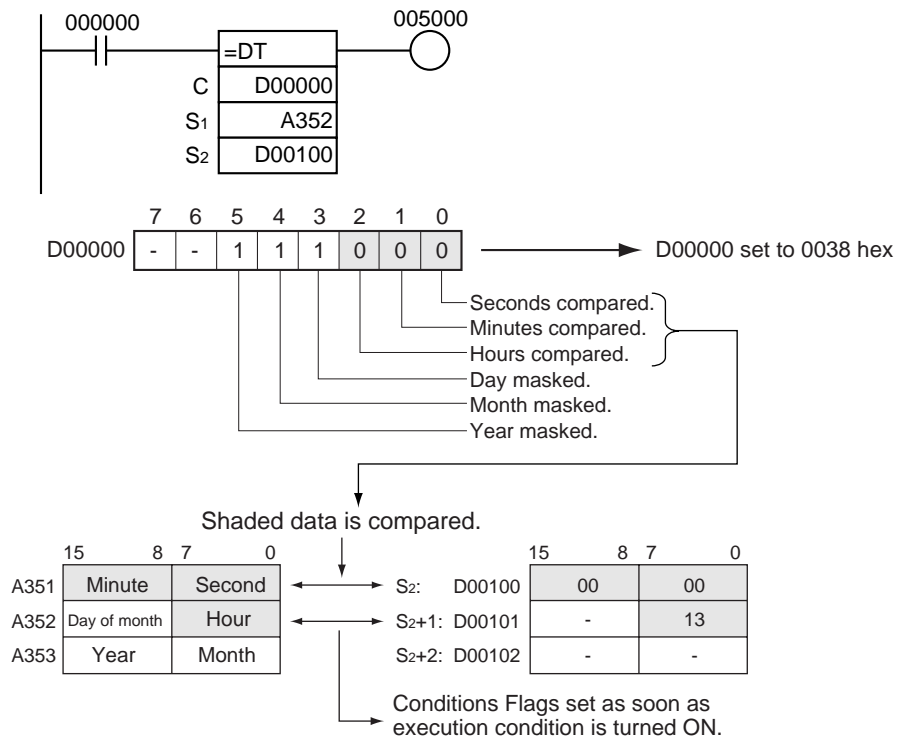 000000 005000
=DT
C D00000
S1 A352
S2 D00100
7 6 5 4 3 2 1 0
D00000 - - 1 1 1 0 0 0 D00000 set to 0038 hex
Seconds compared.
Minutes compared.
Hours compared.
Day masked.
Month masked.
Year masked.
Shaded data is compared.
15 8 7 0 15 8 7 0
A351 Minute Second S2: D00100 00 00
A352 Day of month Hour S2+1: D00101 - 13
A353 Year Month S2+2: D00102 - -
Conditions Flags set as soon as
execution condition is turned ON.